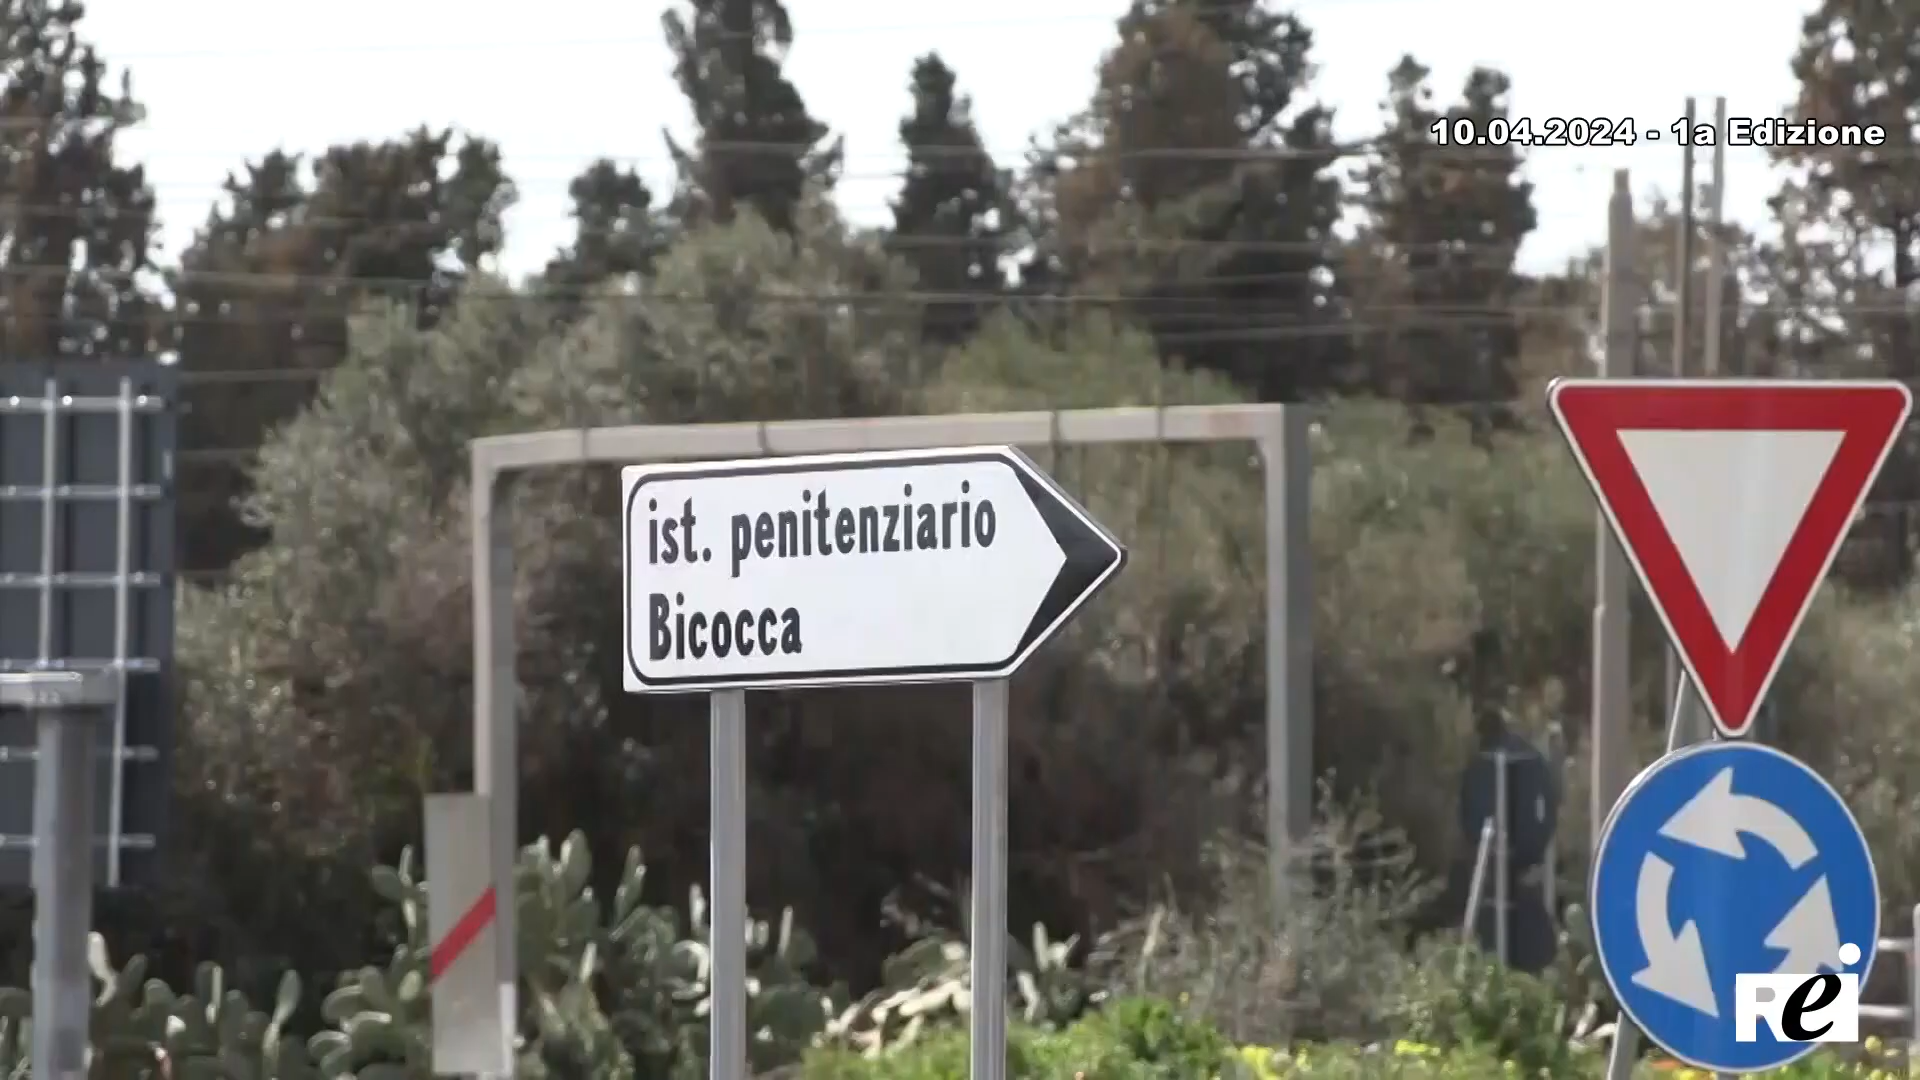 10.04.2024 - 1a Edizione
ist. penitenziario
Bicocca
Rei